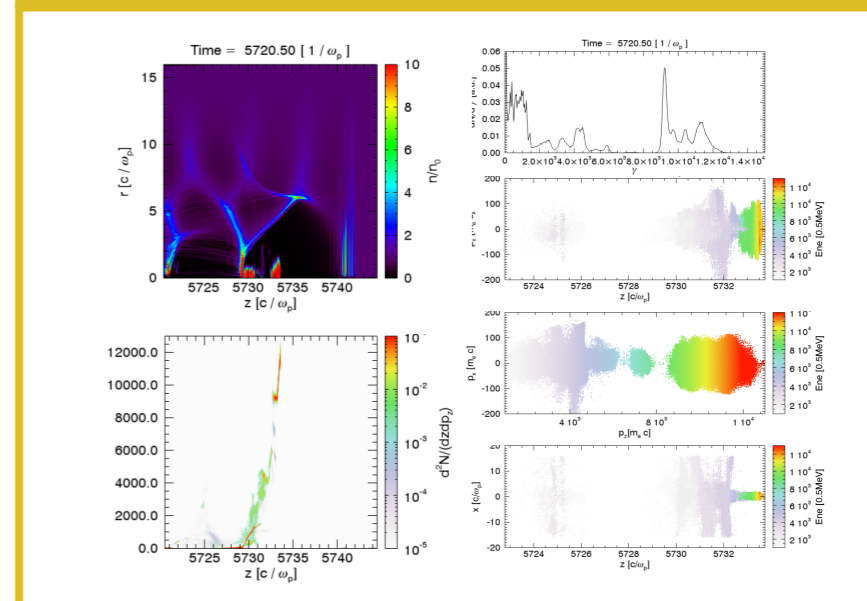 Time = 5720.50 [ 1 / ω_p ]
15
10
5
0
r [ c / ω_p ]
5725 5730 5735 5740
z [ c / ω_p ]
10
8
6
4
2
0
n/n_0
12000.0
10000.0
8000.0
6000.0
4000.0
2000.0
0.0
5725 5730 5735 5740
z [ c / ω_p ]
10^-2
10^-3
10^-4
10^-5
d^2N/(dzdp_z)
Time = 5720.50 [ 1 / ω_p ]
0.06
0.05
0.04
0.03
0.02
0.01
0.00
0 2.0×10^3 4.0×10^3 6.0×10^3 8.0×10^3 1.0×10^4 1.2×10^4 1.4×10^4
γ
200
100
0
-100
-200
5724 5726 5728 5730 5732
z [c/ω_p]
1 10^4
8 10^3
6 10^3
4 10^3
2 10^3
Ene [0.5MeV]
200
100
0
-100
-200
p_x [m_e c]
4 10^3 8 10^3 1 10^4
p_z[m_e c]
8 10^3
6 10^3
4 10^3
2 10^3
Ene [0.5MeV]
20
10
0
-10
-20
x [c/ω_p]
5724 5726 5728 5730 5732
z [c/ω_p]
1 10^4
8 10^3
6 10^3
4 10^3
2 10^3
Ene [0.5MeV]